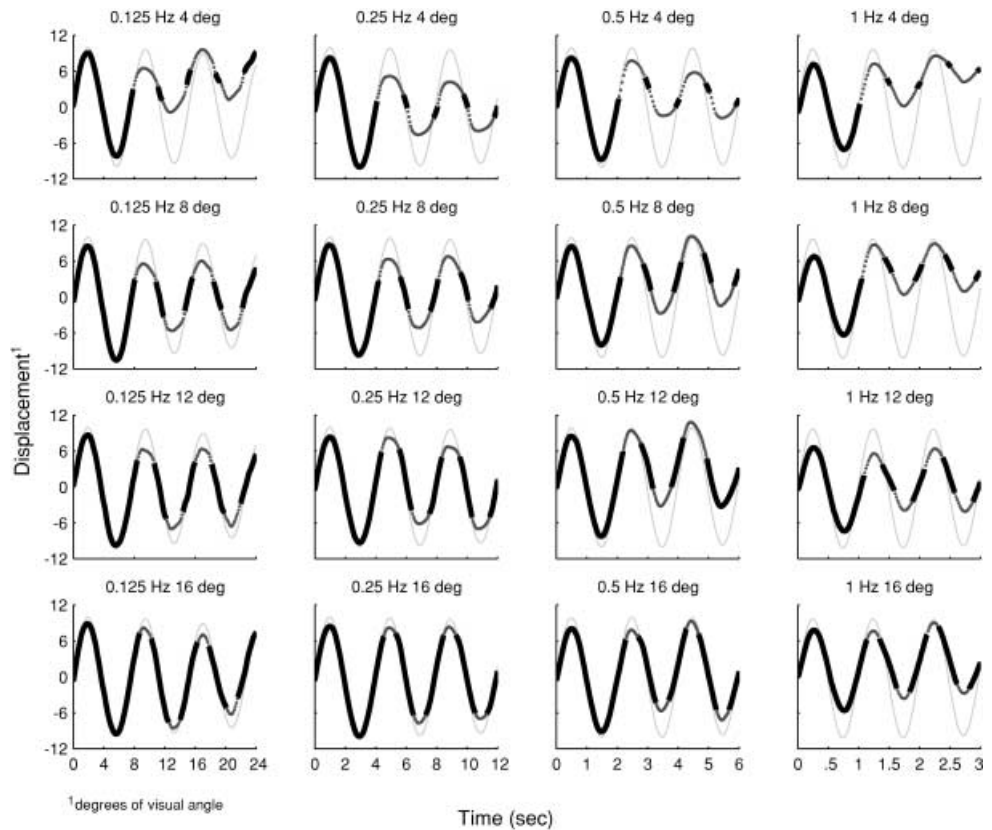 0.125 Hz 4 deg 0.25 Hz 4 deg 0.5 Hz 4 deg 1 Hz 4 deg
12
6
0
-6
-12
0.125 Hz 8 deg 0.25 Hz 8 deg 0.5 Hz 8 deg 1 Hz 8 deg
12
6
0
-6
-12
Displacement¹
0.125 Hz 12 deg 0.25 Hz 12 deg 0.5 Hz 12 deg 1 Hz 12 deg
12
6
0
-6
-12
0.125 Hz 16 deg 0.25 Hz 16 deg 0.5 Hz 16 deg 1 Hz 16 deg
12
6
0
-6
-12
0 4 8 12 16 20 24 0 2 4 6 8 10 12 0 1 2 3 4 5 6 0 .5 1 1.5 2 2.5 3
¹degrees of visual angle
Time (sec)